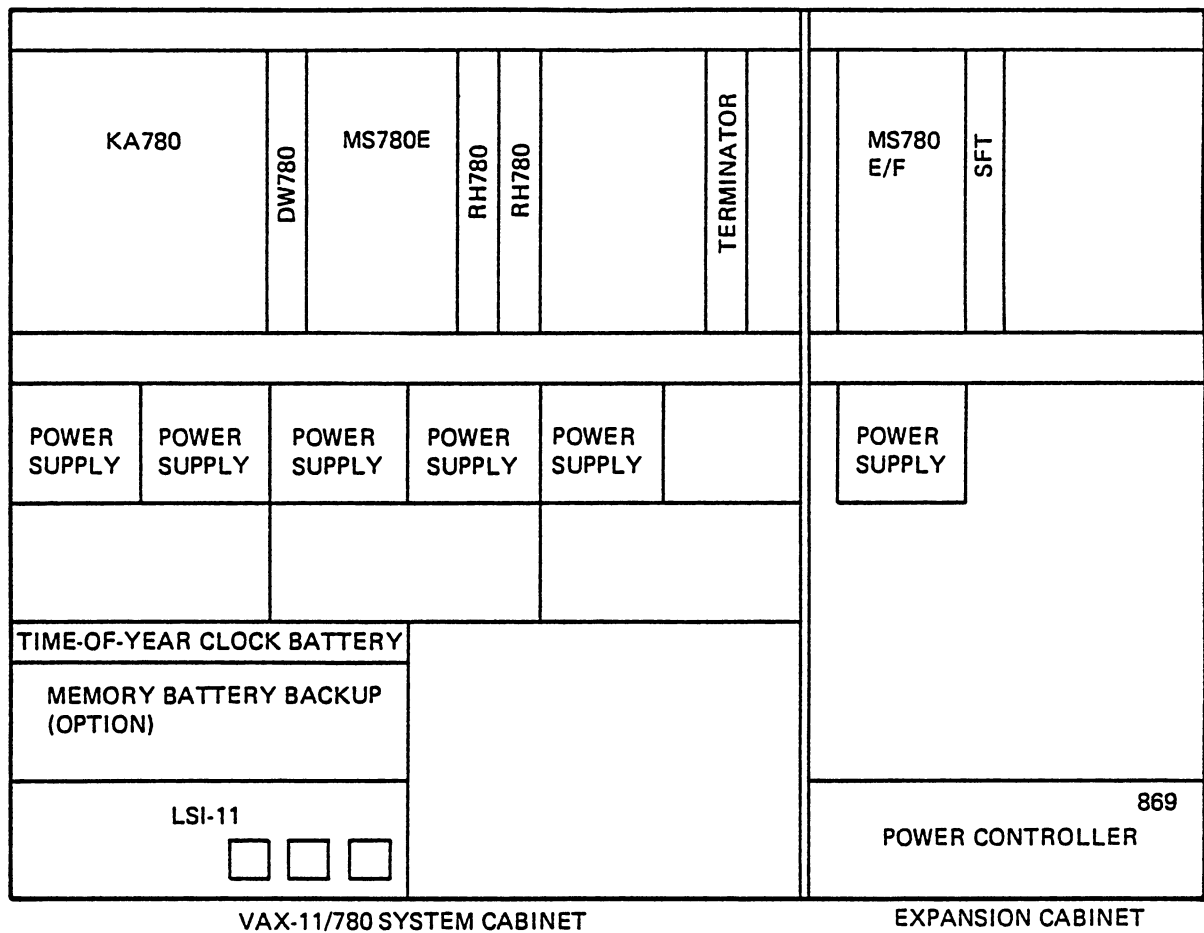 KA780
DW780
MS780E
RH780
RH780
TERMINATOR
MS780
E/F
SFT
POWER
SUPPLY
POWER
SUPPLY
POWER
SUPPLY
POWER
SUPPLY
POWER
SUPPLY
POWER
SUPPLY
TIME-OF-YEAR CLOCK BATTERY
MEMORY BATTERY BACKUP
(OPTION)
LSI-11
869
POWER CONTROLLER
VAX-11/780 SYSTEM CABINET
EXPANSION CABINET